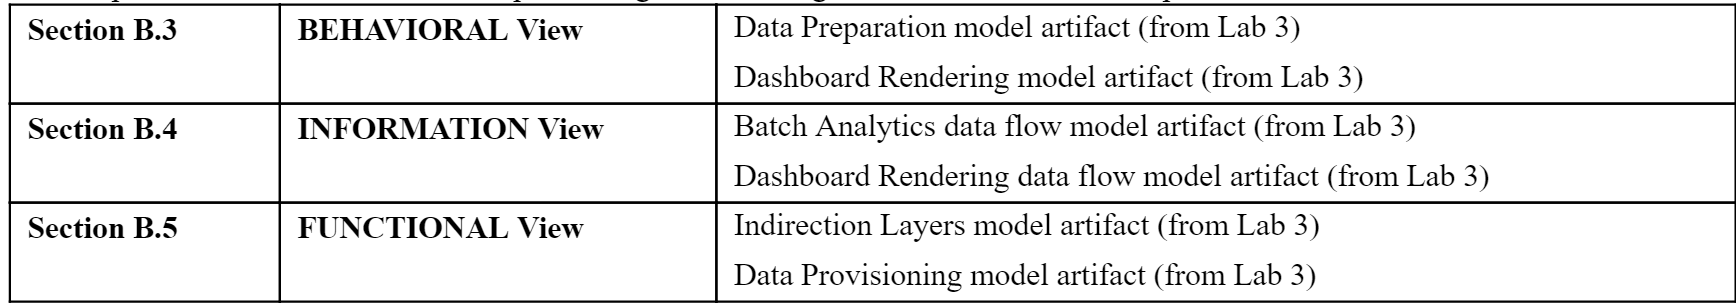 Section B.3 BEHAVIORAL View Data Preparation model artifact (from Lab 3)
Dashboard Rendering model artifact (from Lab 3)
Section B.4 INFORMATION View Batch Analytics data flow model artifact (from Lab 3)
Dashboard Rendering data flow model artifact (from Lab 3)
Section B.5 FUNCTIONAL View Indirection Layers model artifact (from Lab 3)
Data Provisioning model artifact (from Lab 3)